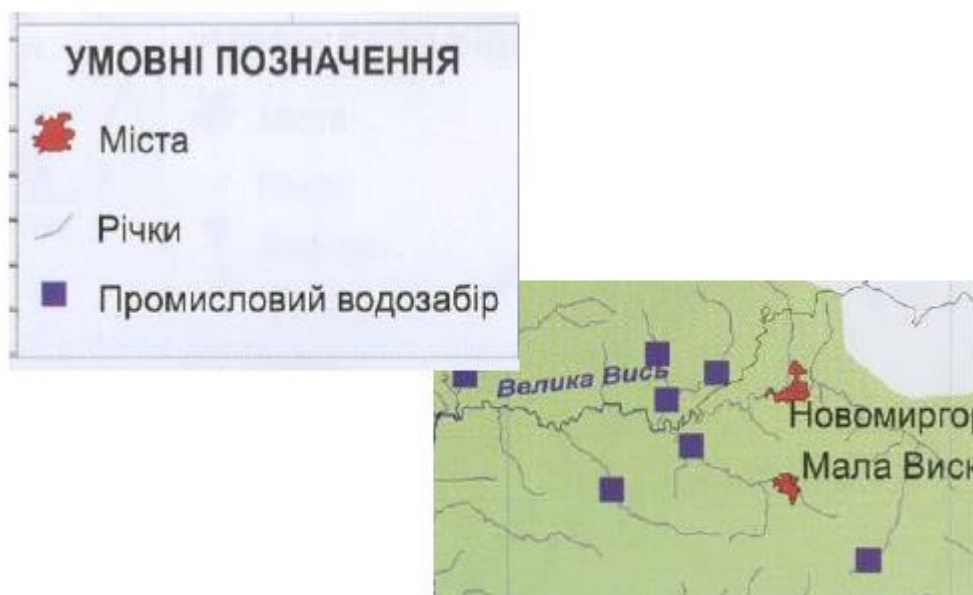 УМОВНІ ПОЗНАЧЕННЯ
Міста
Річки
Промисловий водозабір
Велика Вись
Новомиргор
Мала Виск